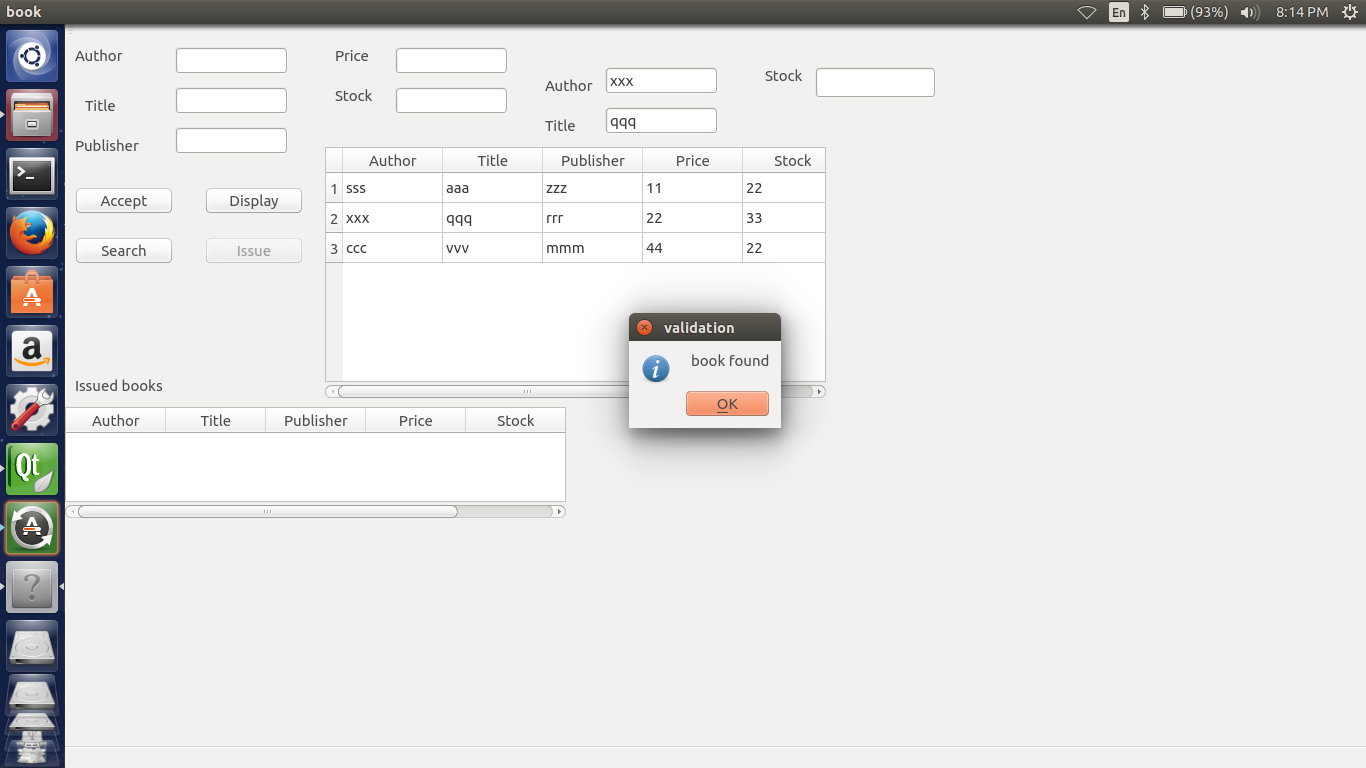 book En (93%) 8:14 PM
Author Price
Author xxx Stock
Title Stock
Title qqq
Publisher
Author Title Publisher Price Stock
1 sss aaa zzz 11 22
2 xxx qqq rrr 22 33
3 ccc vvv mmm 44 22
Accept Display
Search Issue
validation
book found
OK
Issued books
Author Title Publisher Price Stock
a
Qt
?